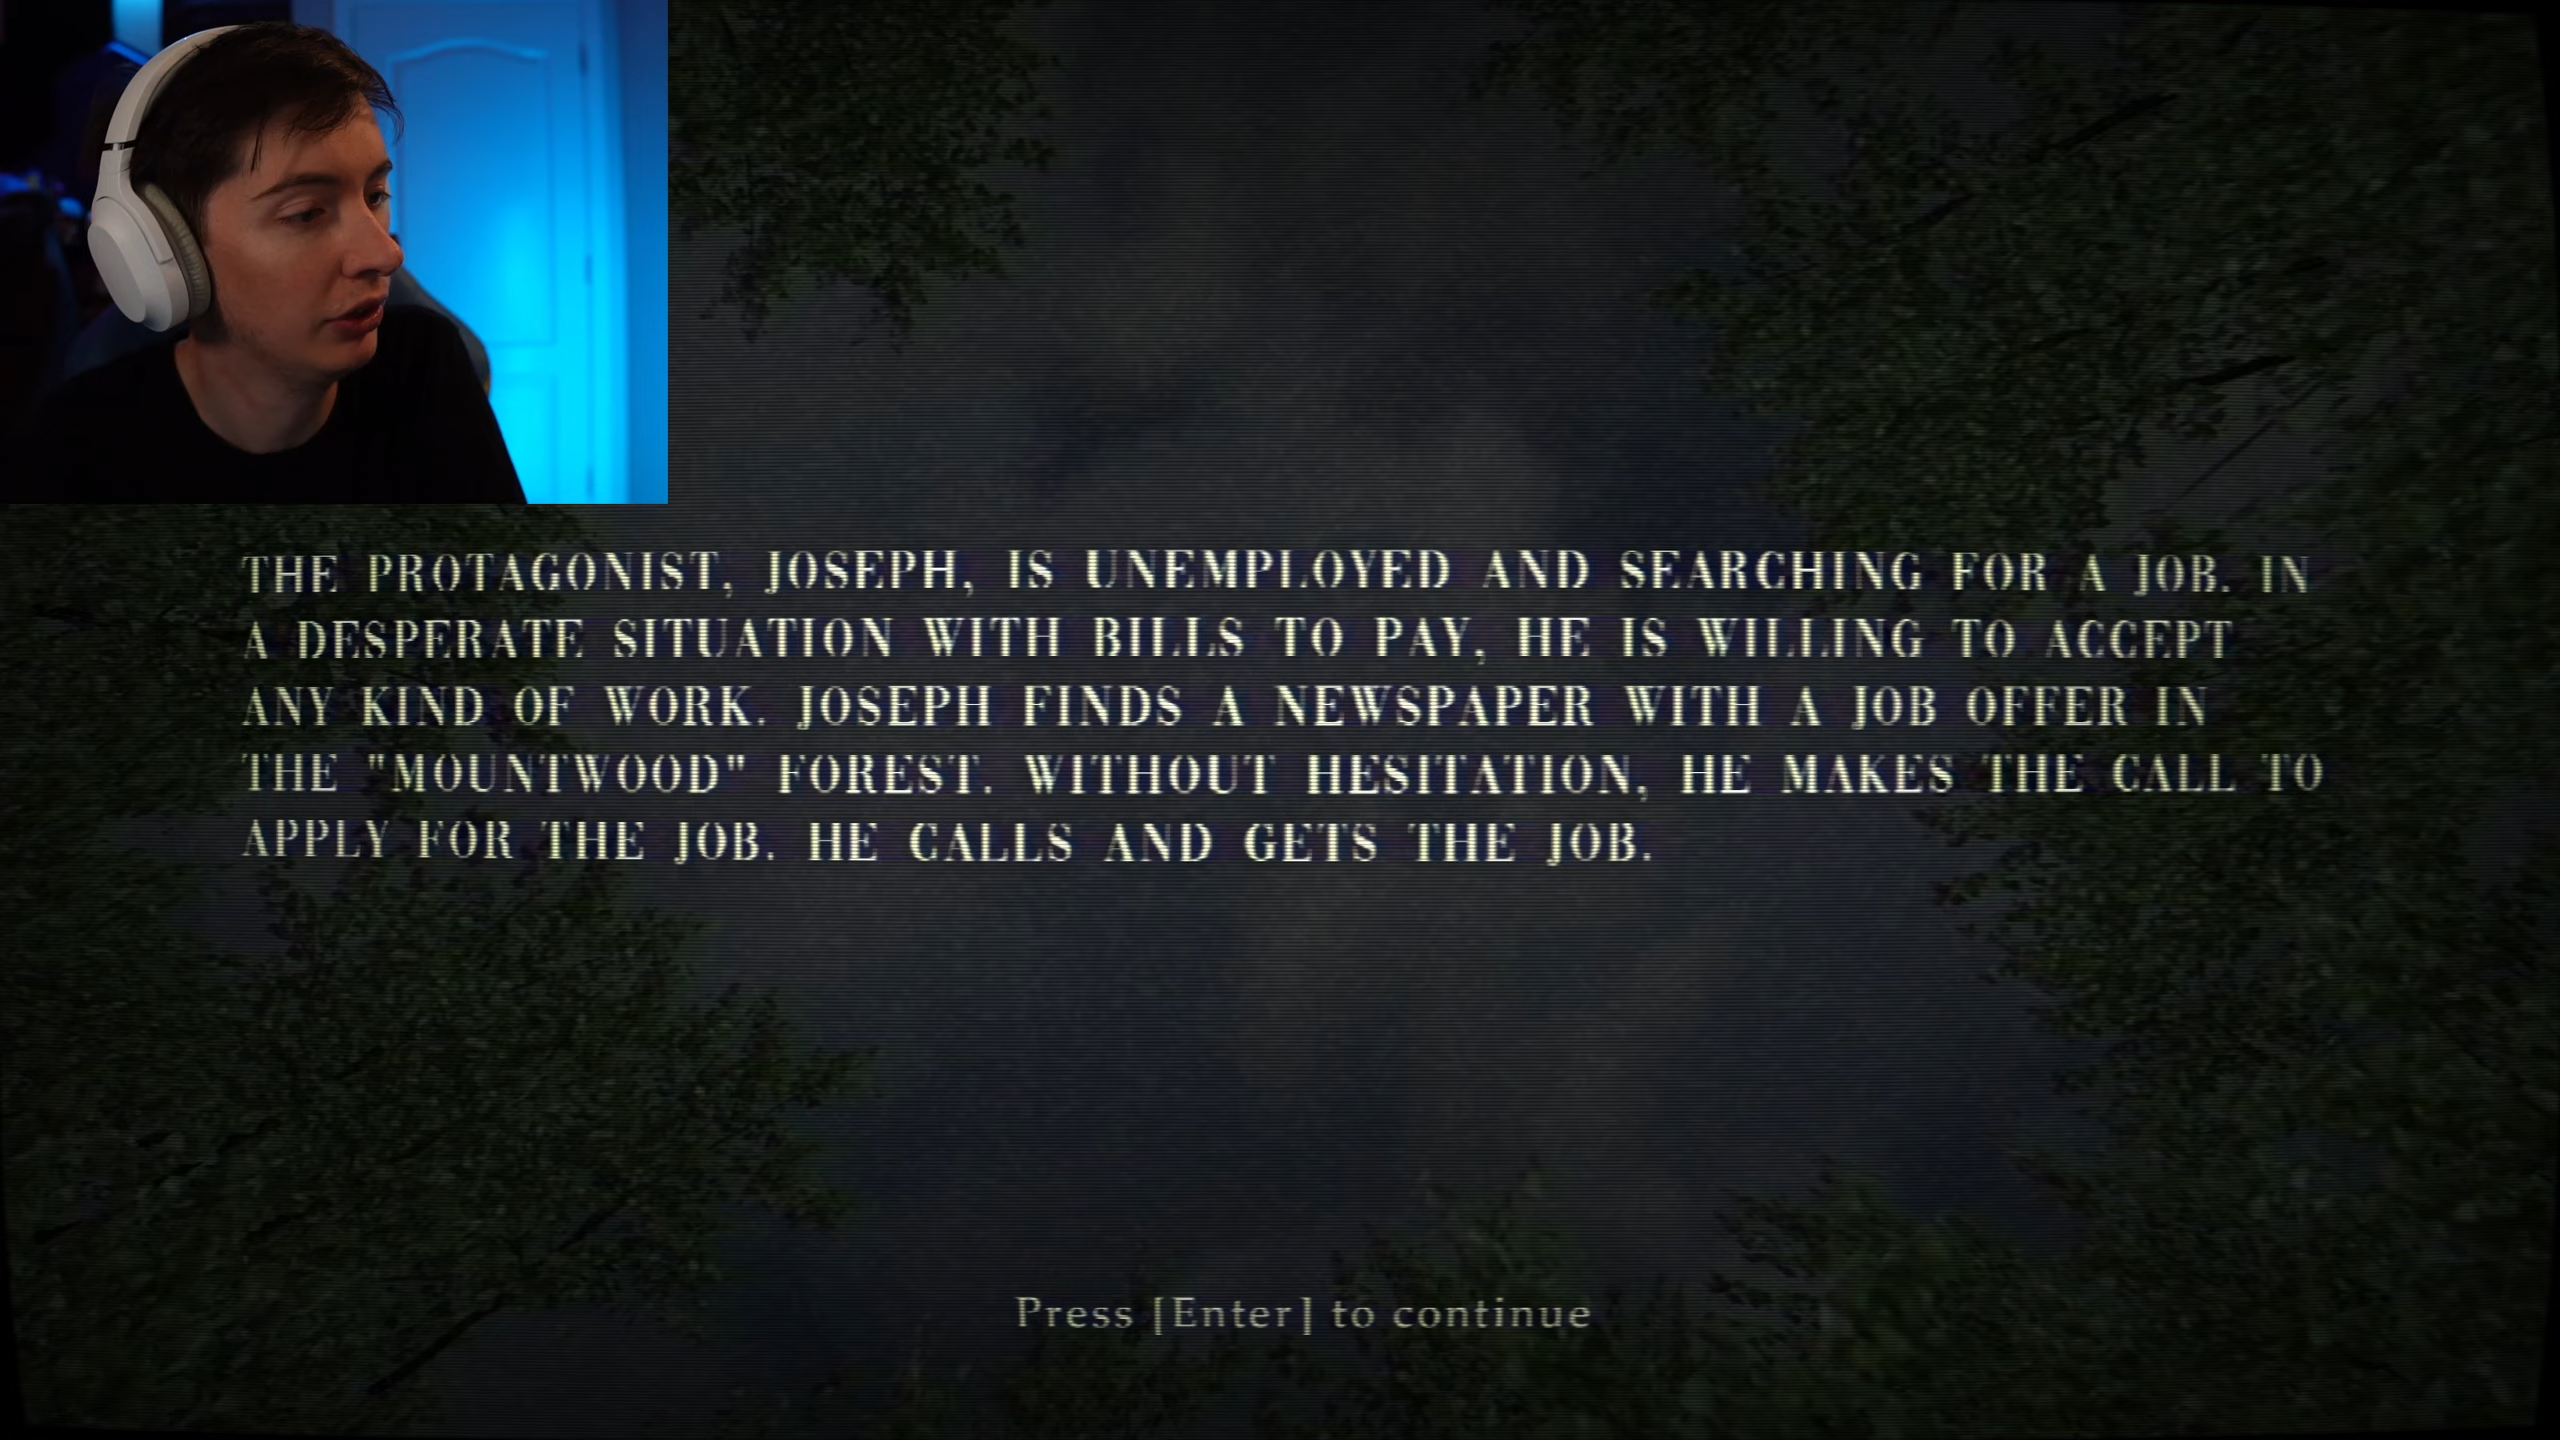 THE PROTAGONIST, JOSEPH, IS UNEMPLOYED AND SEARCHING FOR A JOB. IN
A DESPERATE SITUATION WITH BILLS TO PAY, HE IS WILLING TO ACCEPT
ANY KIND OF WORK. JOSEPH FINDS A NEWSPAPER WITH A JOB OFFER IN
THE "MOUNTWOOD" FOREST. WITHOUT HESITATION, HE MAKES THE CALL TO
APPLY FOR THE JOB. HE CALLS AND GETS THE JOB.
Press [Enter] to continue